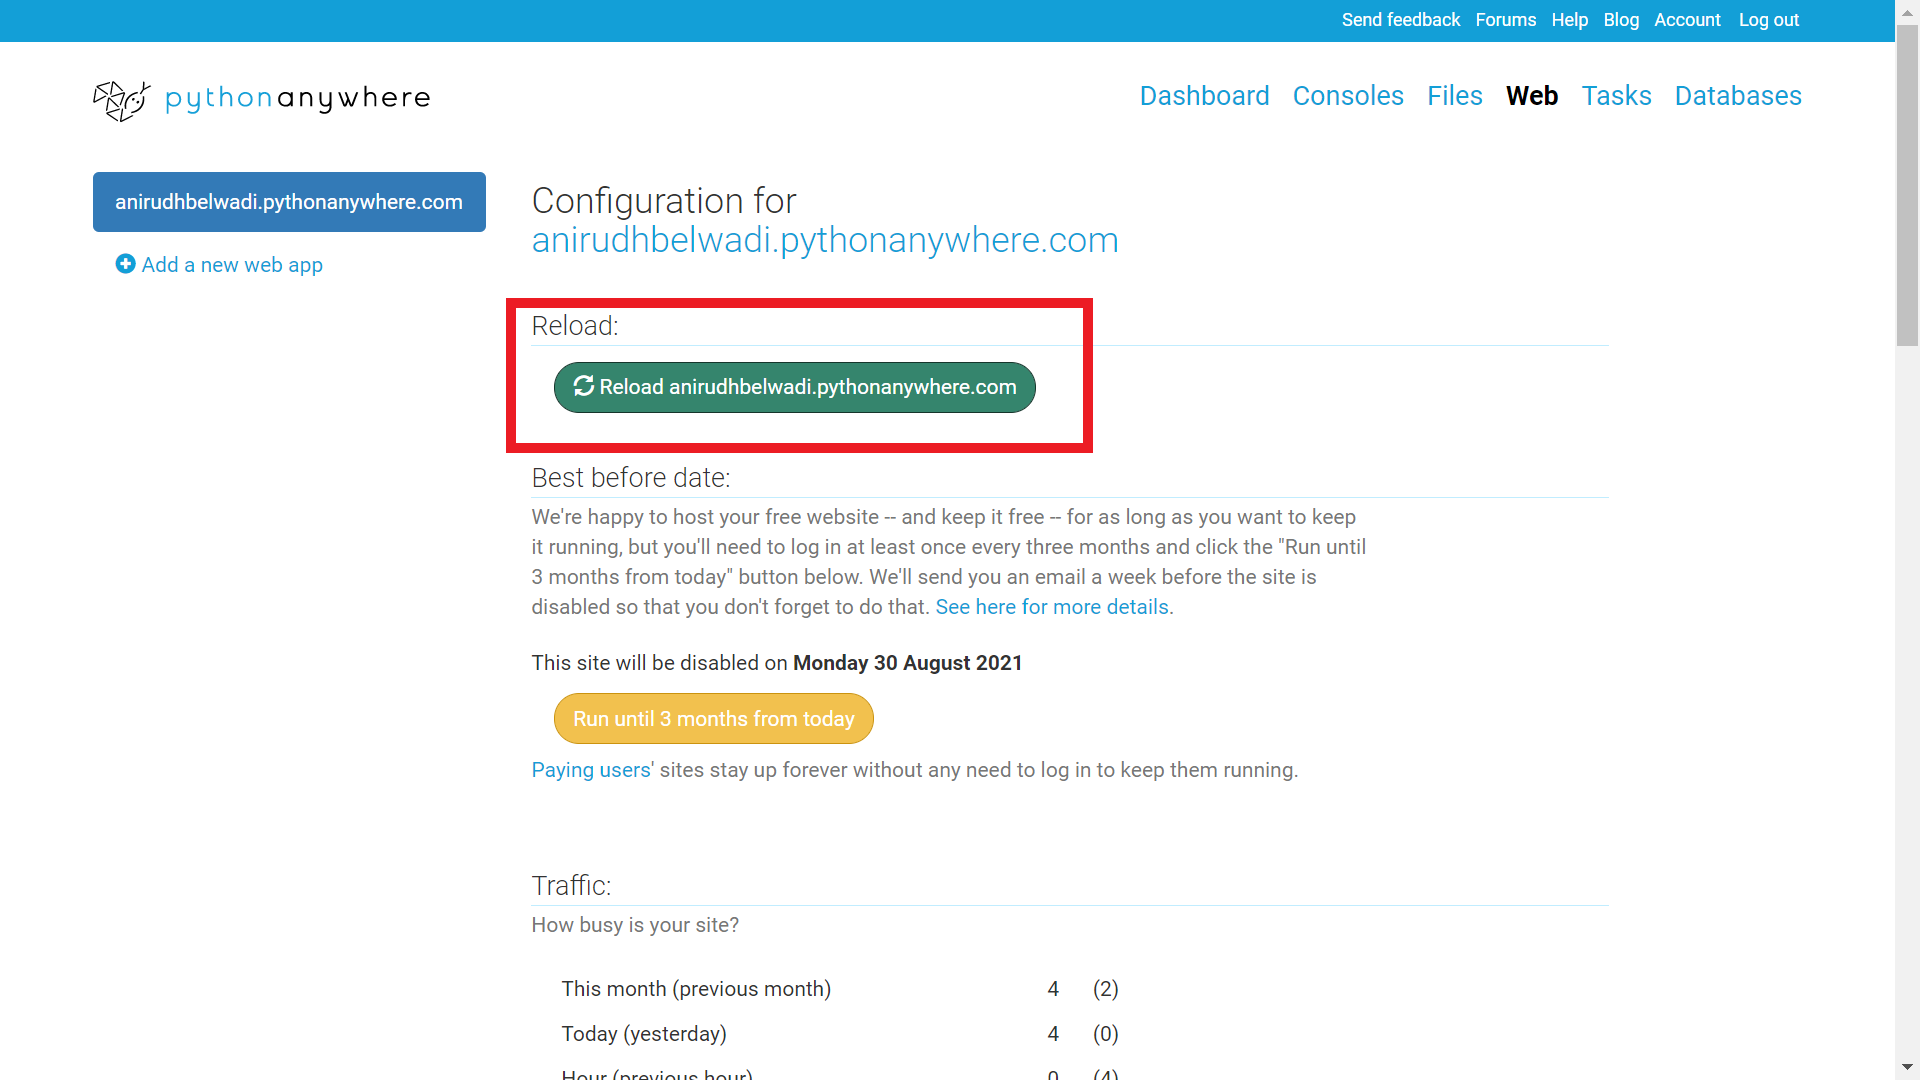 Send feedback Forums Help Blog Account Log out
pythonanywhere
Dashboard Consoles Files Web Tasks Databases
anirudhbelwadi.pythonanywhere.com
Add a new web app
Configuration for
anirudhbelwadi.pythonanywhere.com
Reload:
Reload anirudhbelwadi.pythonanywhere.com
Best before date:
We're happy to host your free website -- and keep it free -- for as long as you want to keep
it running, but you'll need to log in at least once every three months and click the "Run until
3 months from today" button below. We'll send you an email a week before the site is
disabled so that you don't forget to do that. See here for more details.
This site will be disabled on Monday 30 August 2021
Run until 3 months from today
Paying users' sites stay up forever without any need to log in to keep them running.
Traffic:
How busy is your site?
This month (previous month) 4 (2)
Today (yesterday) 4 (0)
Hour (previous hour) 0 (4)